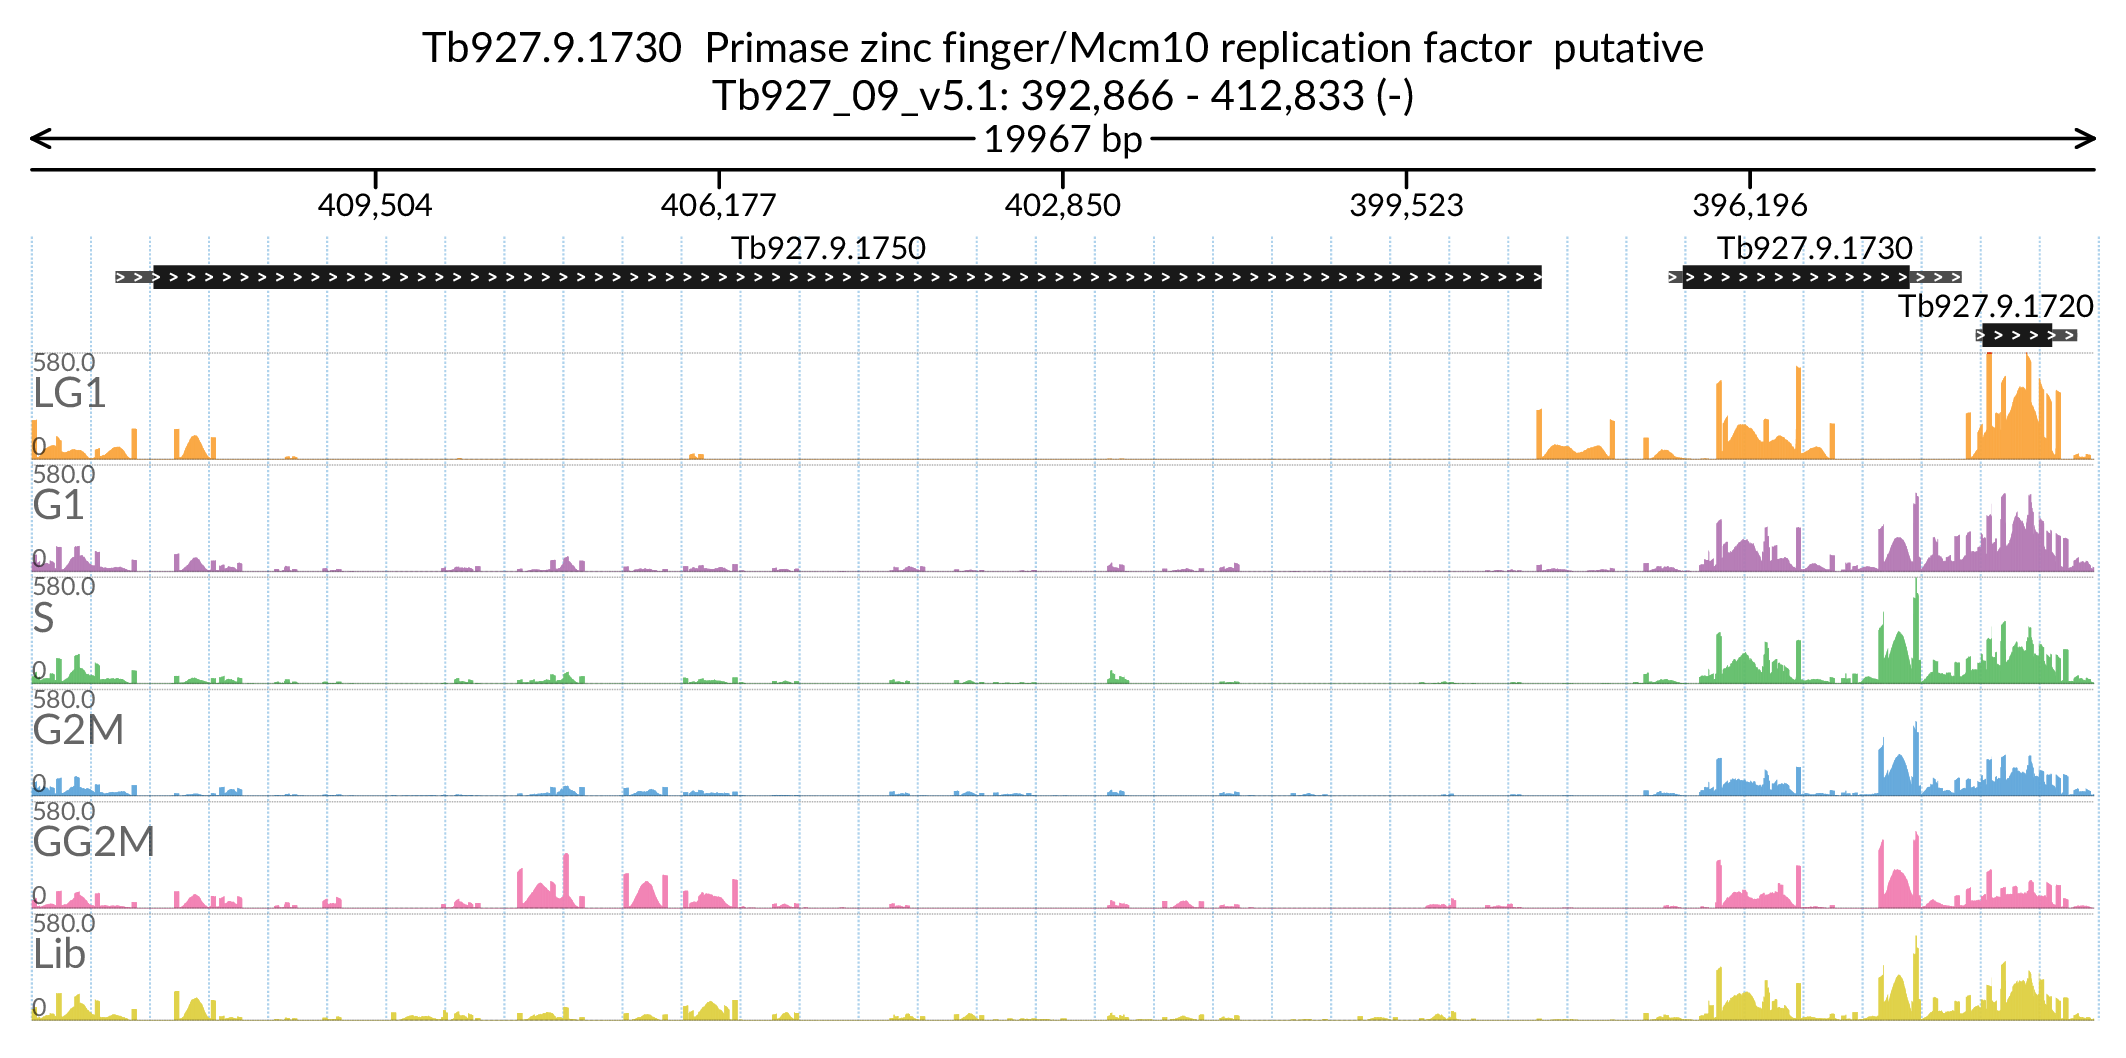 Tb927.9.1730  Primase zinc finger/Mcm10 replication factor  putative
Tb927_09_v5.1: 392,866 - 412,833 (-)
19967 bp
409,504 406,177 402,850 399,523 396,196
Tb927.9.1750 Tb927.9.1730
Tb927.9.1720
580.0
LG1
0
580.0
G1
0
580.0
S
0
580.0
G2M
0
580.0
GG2M
0
580.0
Lib
0